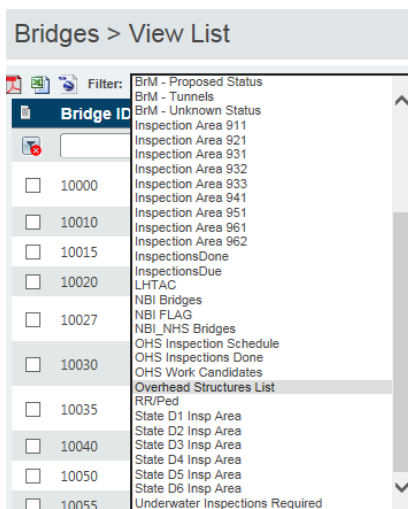 Bridges > View List
Filter:
Bridge ID
BrM - Proposed Status
BrM - Tunnels
BrM - Unknown Status
Inspection Area 911
Inspection Area 921
Inspection Area 931
Inspection Area 932
Inspection Area 933
Inspection Area 941
Inspection Area 951
Inspection Area 961
Inspection Area 962
InspectionsDone
InspectionsDue
LHTAC
NBI Bridges
NBI FLAG
NBI_NHS Bridges
OHS Inspection Schedule
OHS Inspections Done
OHS Work Candidates
Overhead Structures List
RR/Ped
State D1 Insp Area
State D2 Insp Area
State D3 Insp Area
State D4 Insp Area
State D5 Insp Area
State D6 Insp Area
Underwater Inspections Required
10000
10010
10015
10020
10027
10030
10035
10040
10050
10055